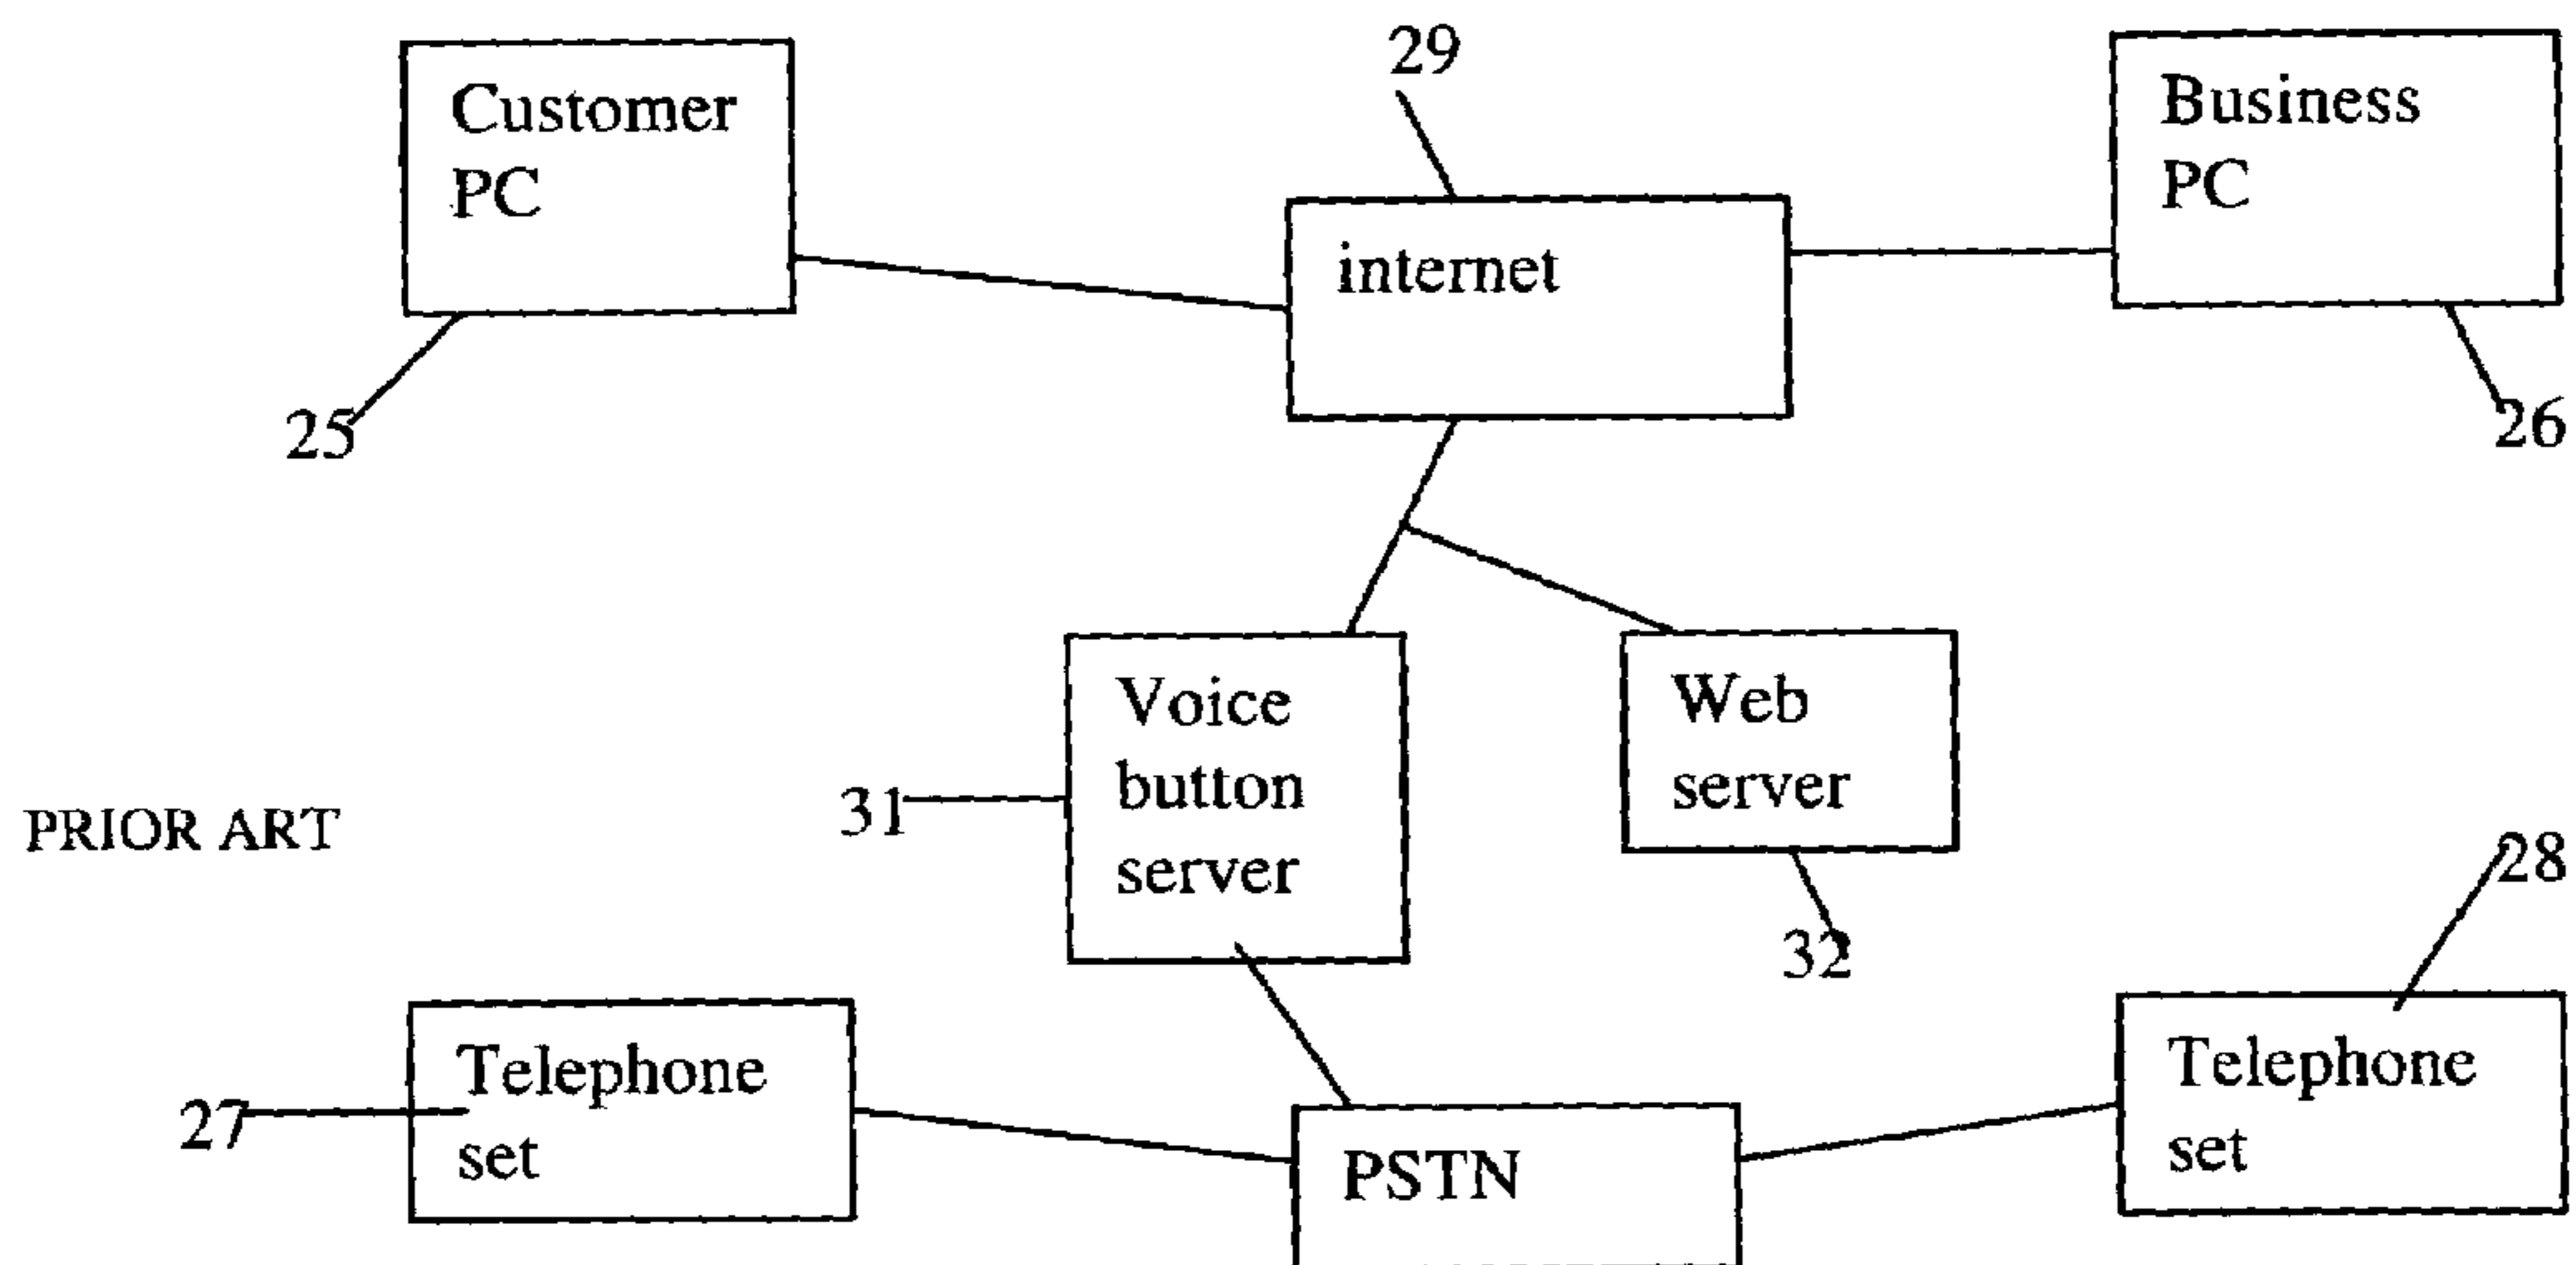 29
Customer
PC
Business
PC
internet
25
26
Voice
button
server
Web
server
31
PRIOR ART
28
32
Telephone
set
27
PSTN
Telephone
set